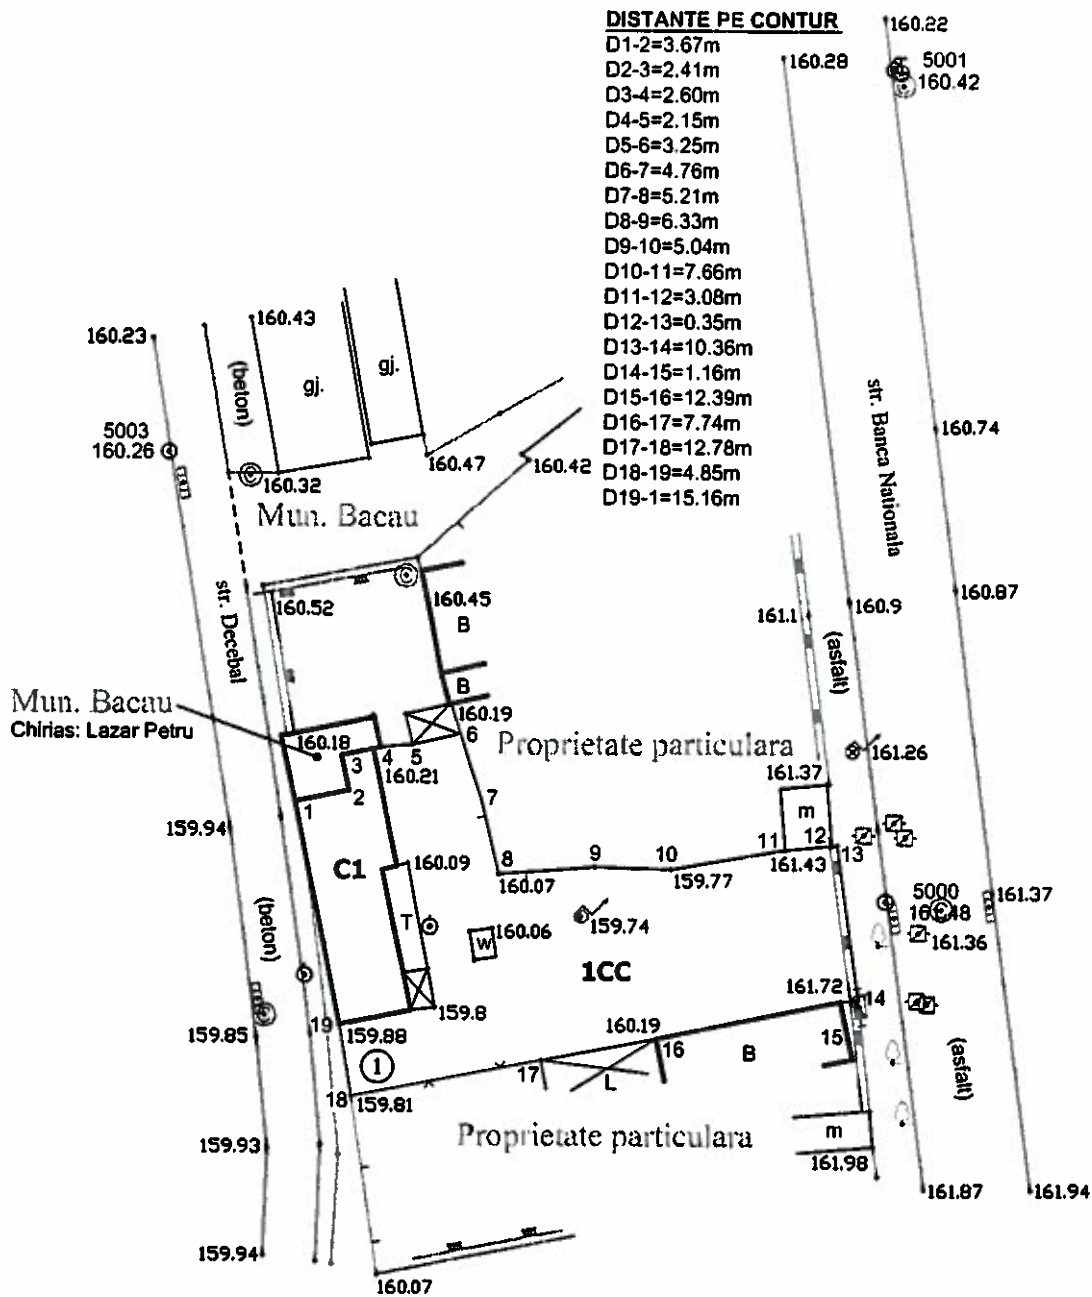 DISTANTE PE CONTUR
D1-2=3.67m
D2-3=2.41m
D3-4=2.60m
D4-5=2.15m
D5-6=3.25m
D6-7=4.76m
D7-8=5.21m
D8-9=6.33m
D9-10=5.04m
D10-11=7.66m
D11-12=3.08m
D12-13=0.35m
D13-14=10.36m
D14-15=1.16m
D15-16=12.39m
D16-17=7.74m
D17-18=12.78m
D18-19=4.85m
D19-1=15.16m
160.22
160.28
5001
160.42
160.23
160.43
(beton)
gj.
gj.
5003
160.26
160.32
160.47
160.42
str. Banca Nationala
160.74
Mun. Bacau
str. Decebal
160.52
160.45
B
B
161.1
160.9
160.87
(asfalt)
Mun. Bacau
Chirias: Lazar Petru
160.18
160.19
6
3
4
5
160.21
Proprietate particulara
161.26
161.37
m
1
2
7
159.94
C1
160.09
8
160.07
9
10
159.77
11
12
161.43
13
(beton)
T
W
160.06
159.74
5000
161.48
161.37
161.36
1CC
161.72
14
159.8
159.85
19
159.88
160.19
16
B
15
1
17
L
(asfalt)
18
159.81
Proprietate particulara
m
159.93
161.98
161.87
161.94
159.94
160.07